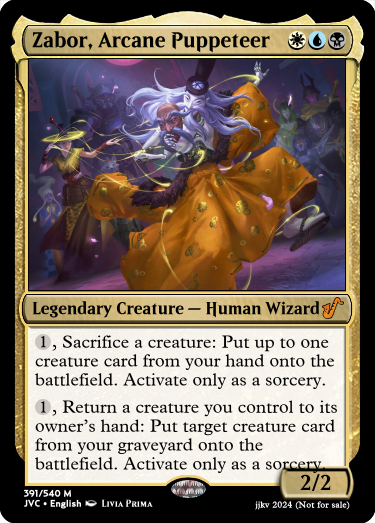 Zabor, Arcane Puppeteer
Legendary Creature — Human Wizard
1, Sacrifice a creature: Put up to one
creature card from your hand onto the
battlefield. Activate only as a sorcery.
1, Return a creature you control to its
owner's hand: Put target creature card
from your graveyard onto the
battlefield. Activate only as a sorcery.
2/2
391/540 M
JVC • English Livia Prima
jjkv 2024 (Not for sale)